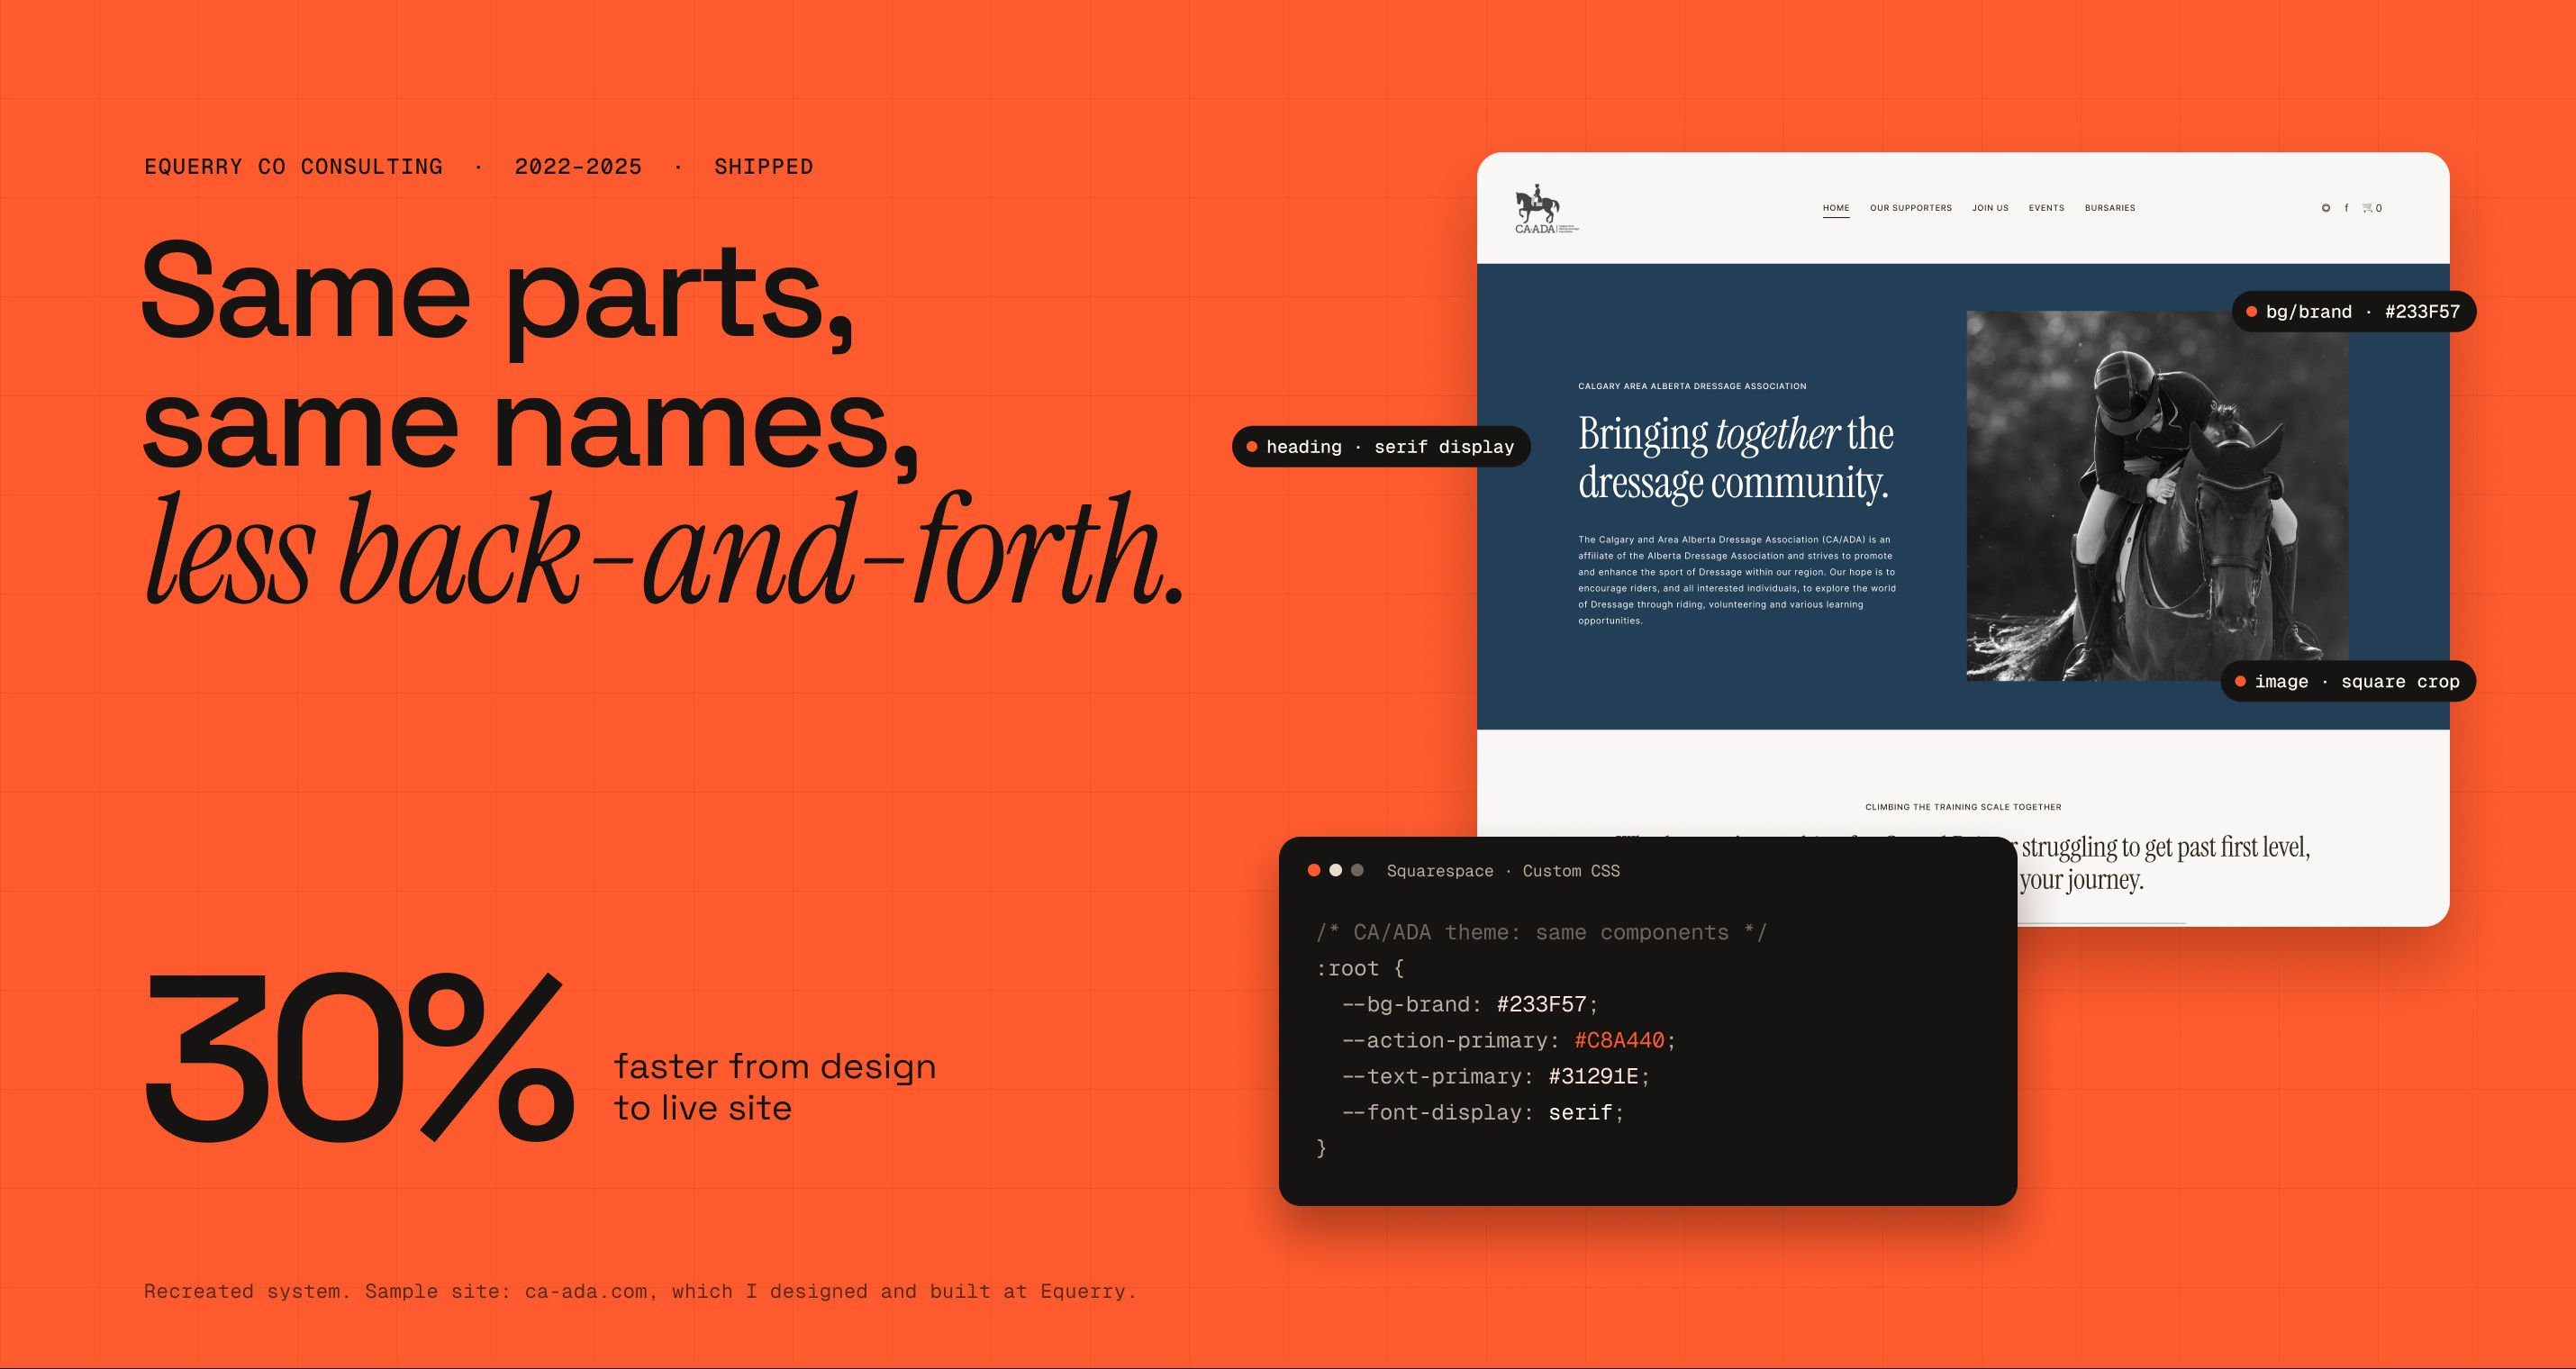 EQUERRY CO CONSULTING · 2022–2025 · SHIPPED
Same parts,
same names,
less back-and-forth.
30%
faster from design
to live site
Recreated system. Sample site: ca-ada.com, which I designed and built at Equerry.
CA·ADA
HOME OUR SUPPORTERS JOIN US EVENTS BURSARIES
f 0
bg/brand · #233F57
heading · serif display
CALGARY AREA ALBERTA DRESSAGE ASSOCIATION
Bringing together the
dressage community.
The Calgary and Area Alberta Dressage Association (CA/ADA) is an
affiliate of the Alberta Dressage Association and strives to promote
and enhance the sport of Dressage within our region. Our hope is to
encourage riders, and all interested individuals, to explore the world
of Dressage through riding, volunteering and various learning
opportunities.
image · square crop
CLIMBING THE TRAINING SCALE TOGETHER
struggling to get past first level,
your journey.
Squarespace · Custom CSS
/* CA/ADA theme: same components */
:root {
--bg-brand: #233F57;
--action-primary: #C8A440;
--text-primary: #31291E;
--font-display: serif;
}